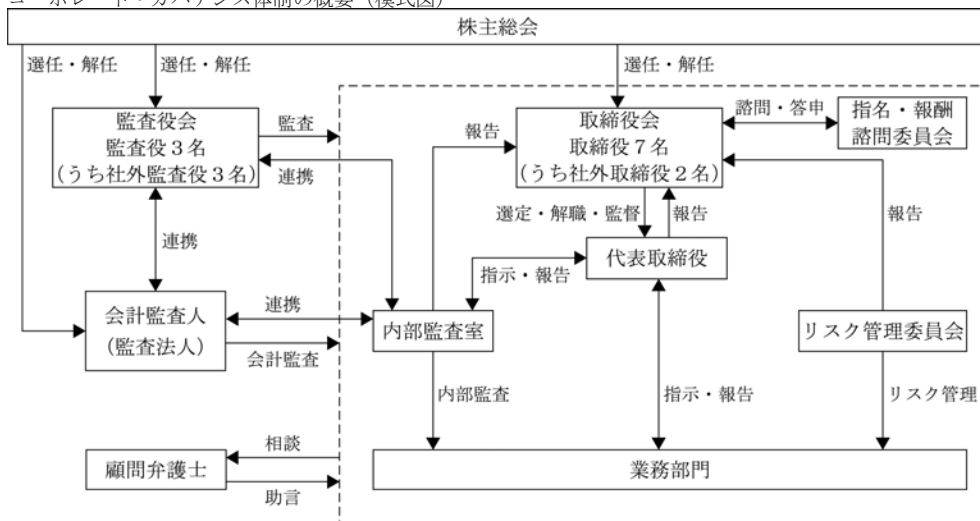 コーポレート・ガバナンス体制の概要（模式図）
株主総会
選任・解任
選任・解任
選任・解任
監査役会
監査役３名
（うち社外監査役３名）
監査
連携
報告
取締役会
取締役７名
（うち社外取締役２名）
諮問・答申
指名・報酬
諮問委員会
連携
選定・解職・監督
報告
報告
代表取締役
指示・報告
会計監査人
（監査法人）
連携
会計監査
内部監査室
リスク管理委員会
内部監査
指示・報告
リスク管理
顧問弁護士
相談
助言
業務部門